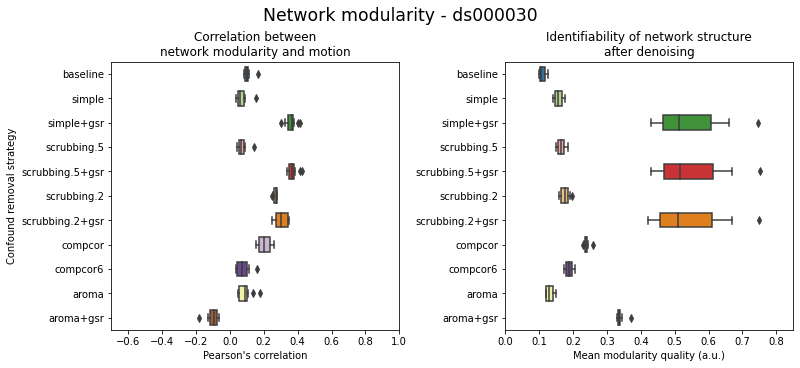 Network modularity - ds000030
Correlation between
network modularity and motion
Confound removal strategy
baseline
simple
simple+gsr
scrubbing.5
scrubbing.5+gsr
scrubbing.2
scrubbing.2+gsr
compcor
compcor6
aroma
aroma+gsr
−0.6 −0.4 −0.2 0.0 0.2 0.4 0.6 0.8 1.0
Pearson's correlation
Identifiability of network structure
after denoising
baseline
simple
simple+gsr
scrubbing.5
scrubbing.5+gsr
scrubbing.2
scrubbing.2+gsr
compcor
compcor6
aroma
aroma+gsr
0.0 0.1 0.2 0.3 0.4 0.5 0.6 0.7 0.8
Mean modularity quality (a.u.)